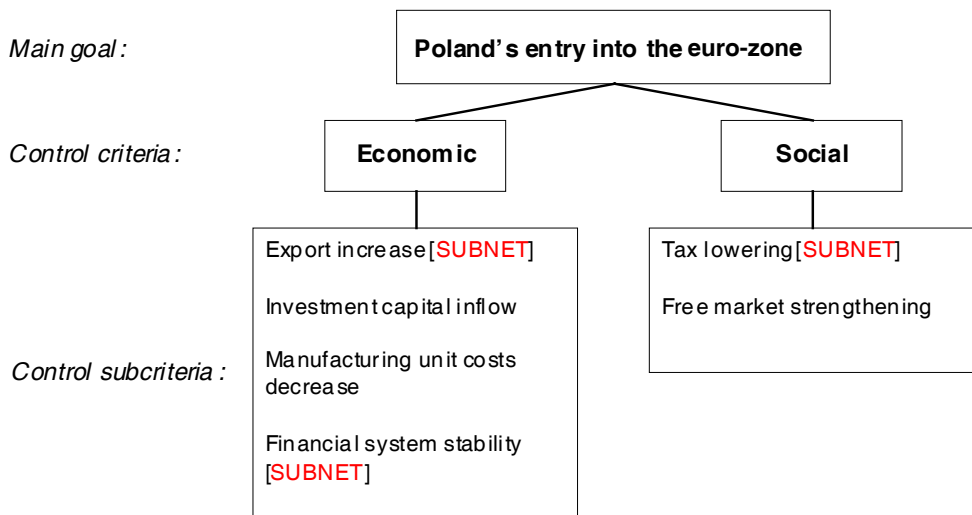 Main goal:
Poland's entry into the euro-zone
Control criteria:
Economic
Social
Control subcriteria:
Export increase[SUBNET]
Investment capital inflow
Manufacturing unit costs
decrease
Financial system stability
[SUBNET]
Tax lowering[SUBNET]
Free market strengthening